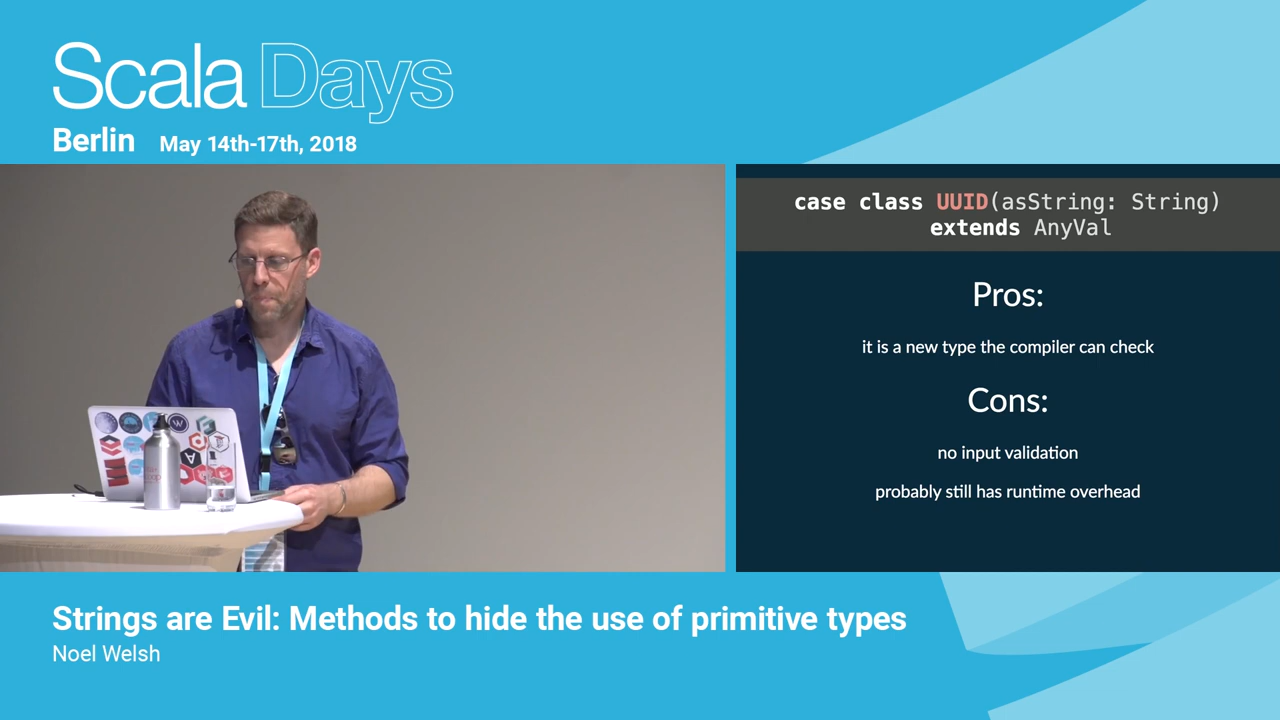 Scala Days
Berlin May 14th-17th, 2018
case class UUID(asString: String)
extends AnyVal
Pros:
it is a new type the compiler can check
Cons:
no input validation
probably still has runtime overhead
Strings are Evil: Methods to hide the use of primitive types
Noel Welsh